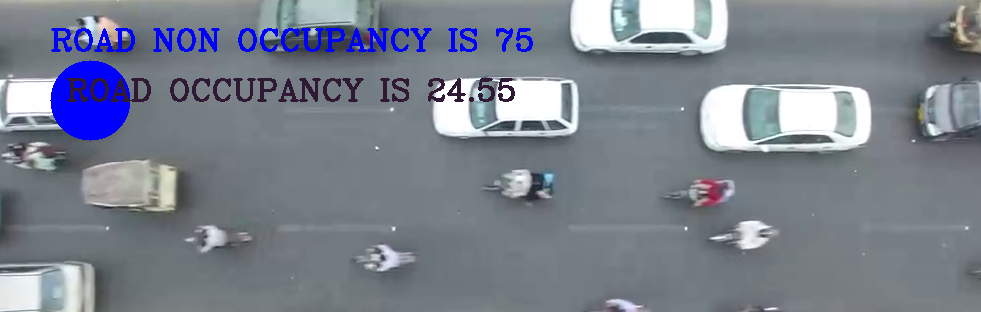 ROAD NON OCCUPANCY IS 75
ROAD OCCUPANCY IS 24.55